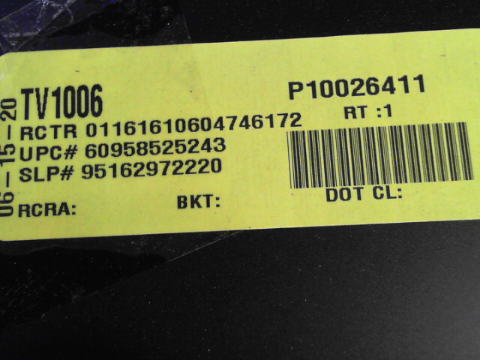 TV1006
P10026411
RCTR 01161610604746172
RT :1
UPC# 60958525243
SLP# 95162972220
RCRA:
BKT:
DOT CL:
06-15-20